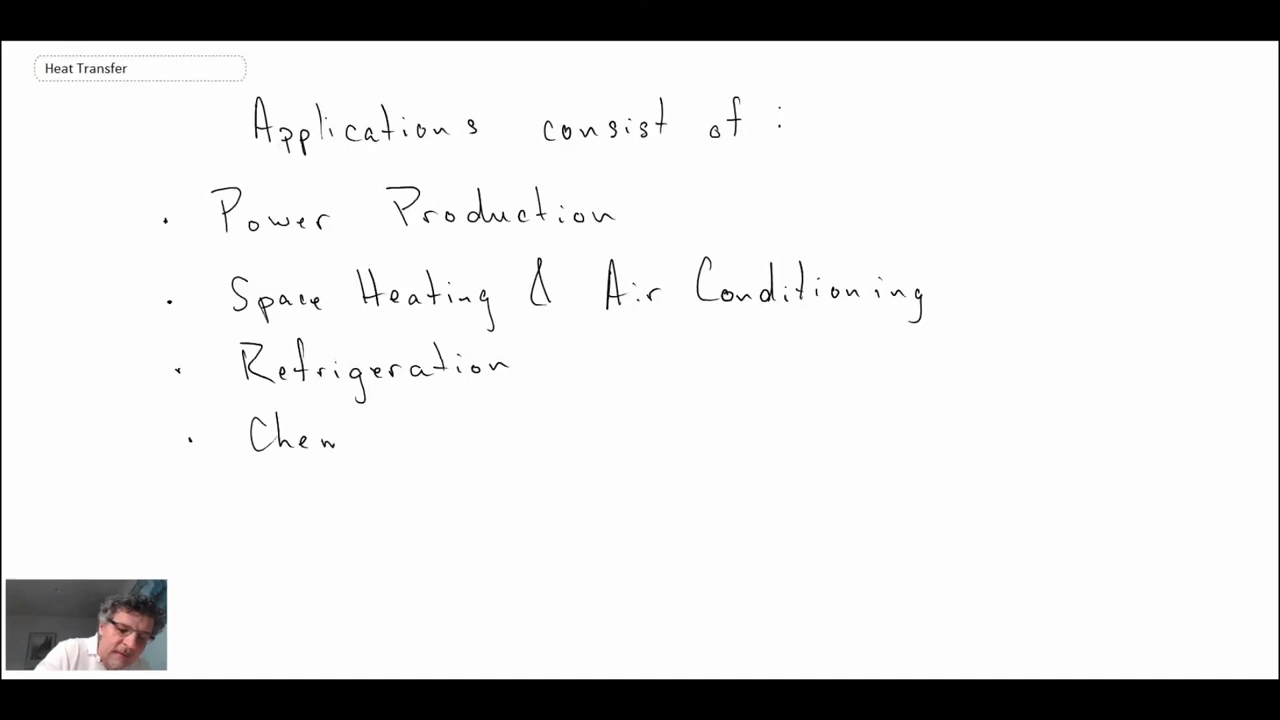 Heat Transfer
Applications consist of :
· Power Production
· Space Heating & Air Conditioning
· Refrigeration
· Chem